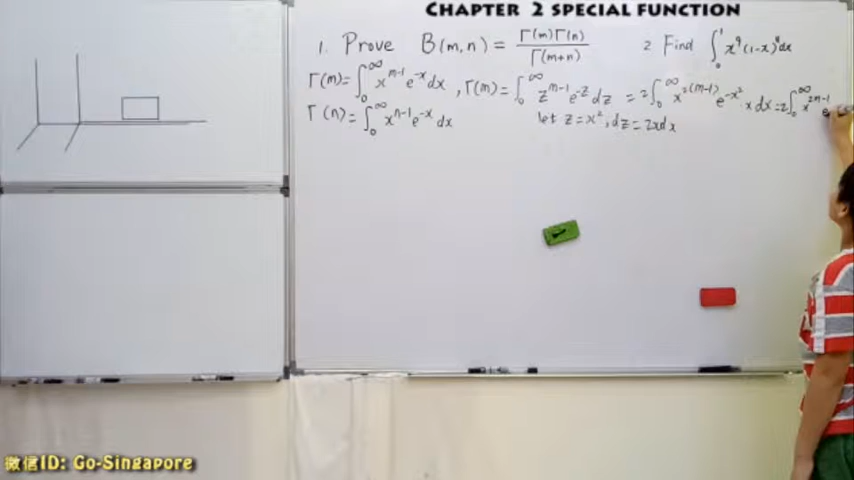 CHAPTER 2 SPECIAL FUNCTION
1. Prove B(m,n) = Γ(m)Γ(n) / Γ(m+n) 2 Find ∫₀¹ x⁹(1-x)⁸dx
Γ(m)=∫₀^∞ x^{m-1} e^{-x}dx , Γ(m)=∫₀^∞ z^{m-1} e^{-z} dz = 2∫₀^∞ x^{2(m-1)} e^{-x²} x dx = 2∫₀^∞ x^{2m-1} e
Γ(n)=∫₀^∞ x^{n-1} e^{-x} dx let z = x², dz = 2xdx
微信ID: Go-Singapore